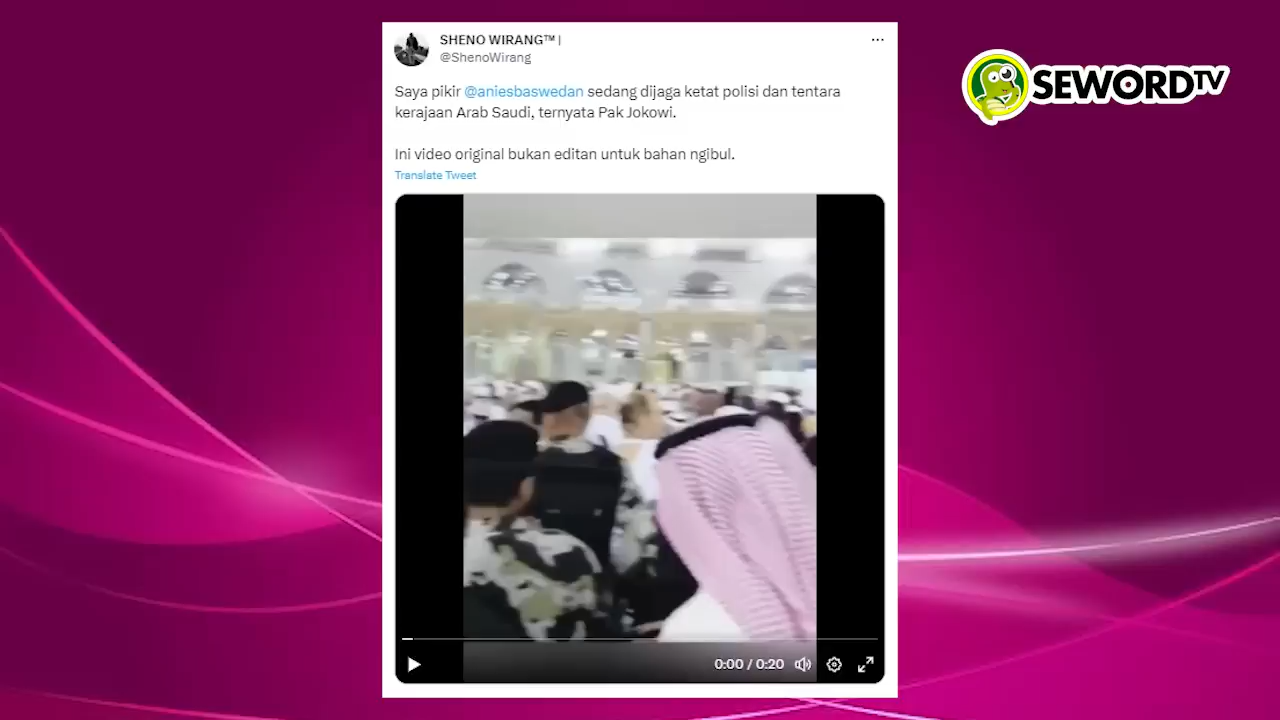 SHENO WIRANG™ |
@ShenoWirang
SEWORDTV
Saya pikir @aniesbaswedan sedang dijaga ketat polisi dan tentara
kerajaan Arab Saudi, ternyata Pak Jokowi.
Ini video original bukan editan untuk bahan ngibul.
Translate Tweet
0:00 / 0:20